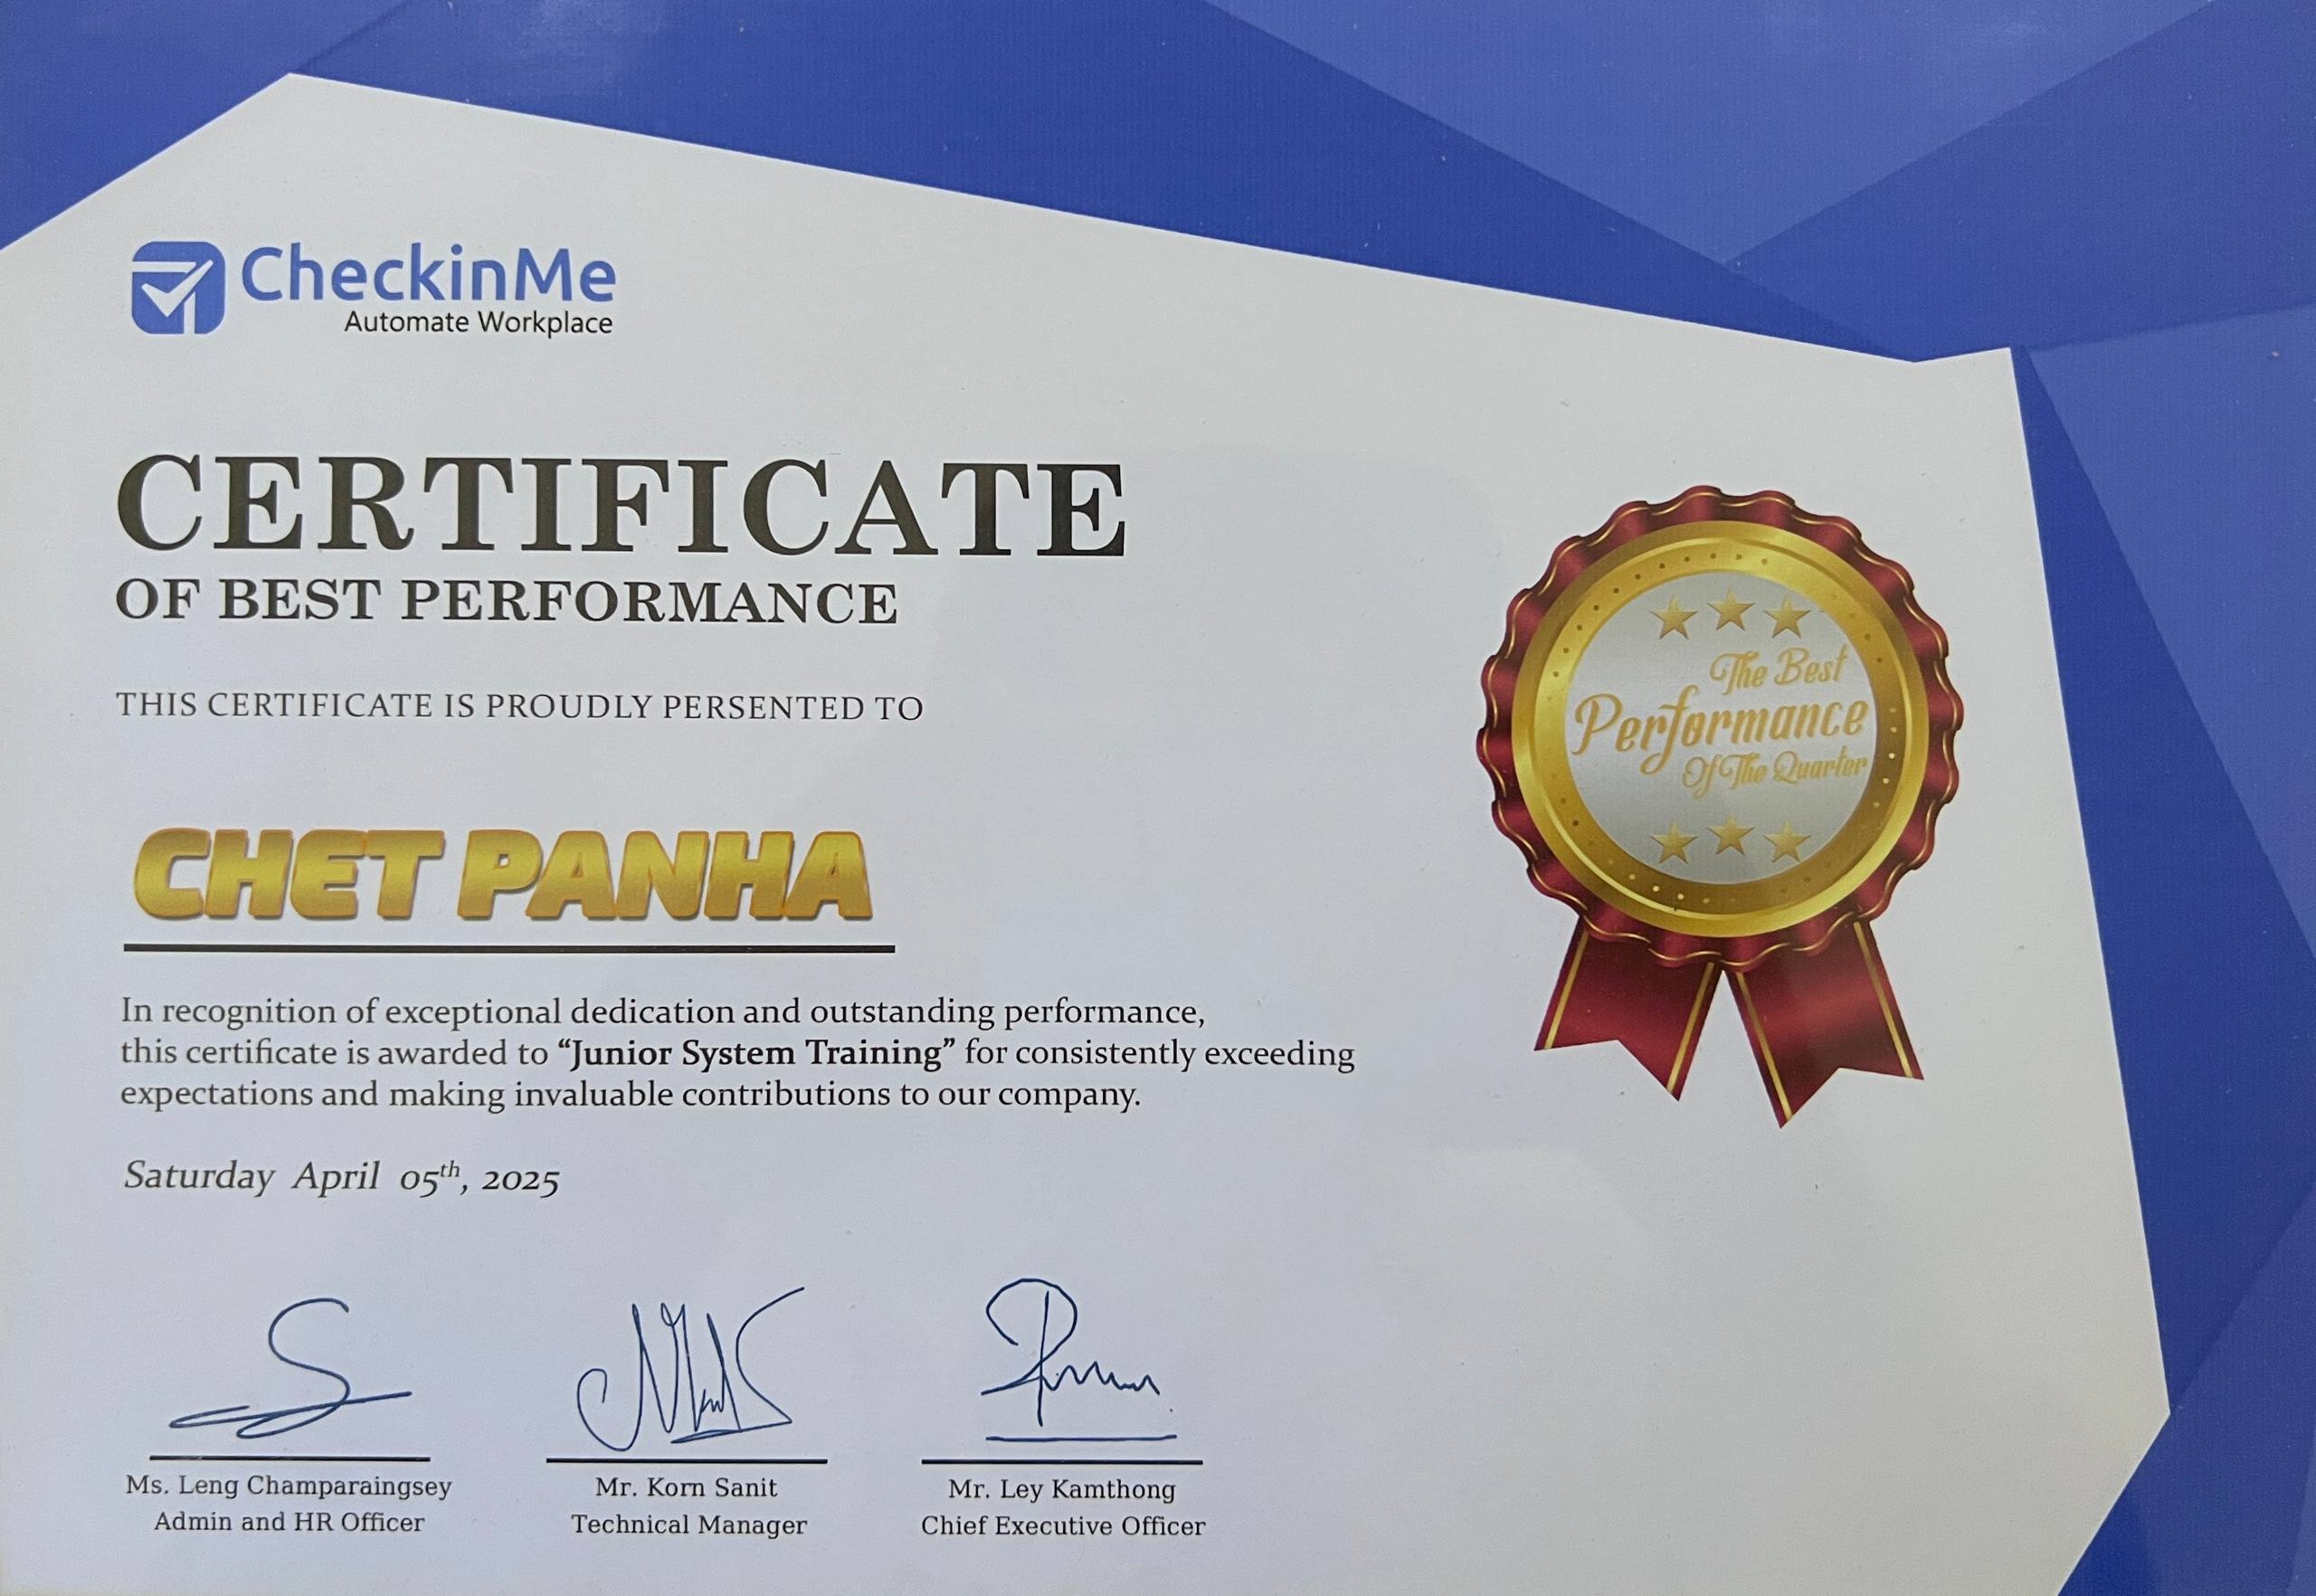 CheckinMe
Automate Workplace
CERTIFICATE
OF BEST PERFORMANCE
THIS CERTIFICATE IS PROUDLY PERSENTED TO
CHET PANHA
The Best
Performance
Of The Quarter
In recognition of exceptional dedication and outstanding performance,
this certificate is awarded to “Junior System Training” for consistently exceeding
expectations and making invaluable contributions to our company.
Saturday April 05th, 2025
Ms. Leng Champaraingsey
Admin and HR Officer
Mr. Korn Sanit
Technical Manager
Mr. Ley Kamthong
Chief Executive Officer